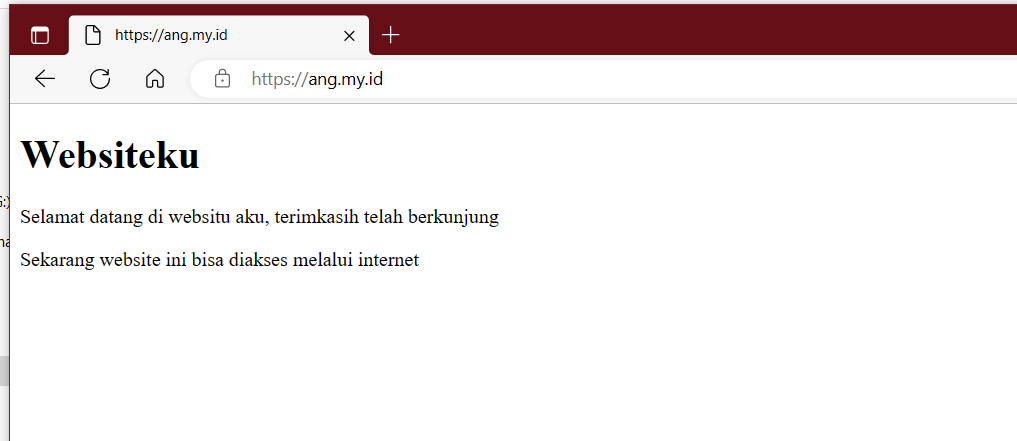 https://ang.my.id
https://ang.my.id
Websiteku
Selamat datang di websitu aku, terimkasih telah berkunjung
Sekarang website ini bisa diakses melalui internet